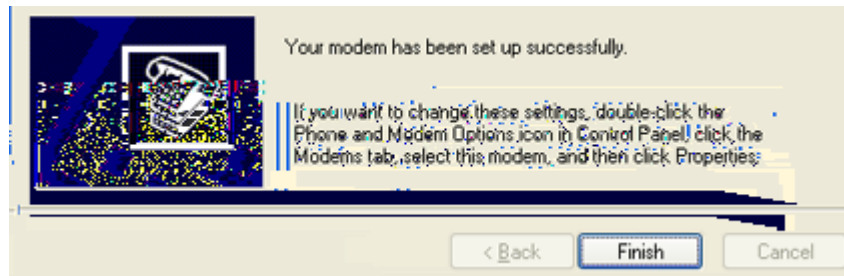 Your modem has been set up successfully.
If you want to change these settings, double-click the
Phone and Modem Options icon in Control Panel, click the
Modems tab, select this modem, and then click Properties.
< Back
Finish
Cancel